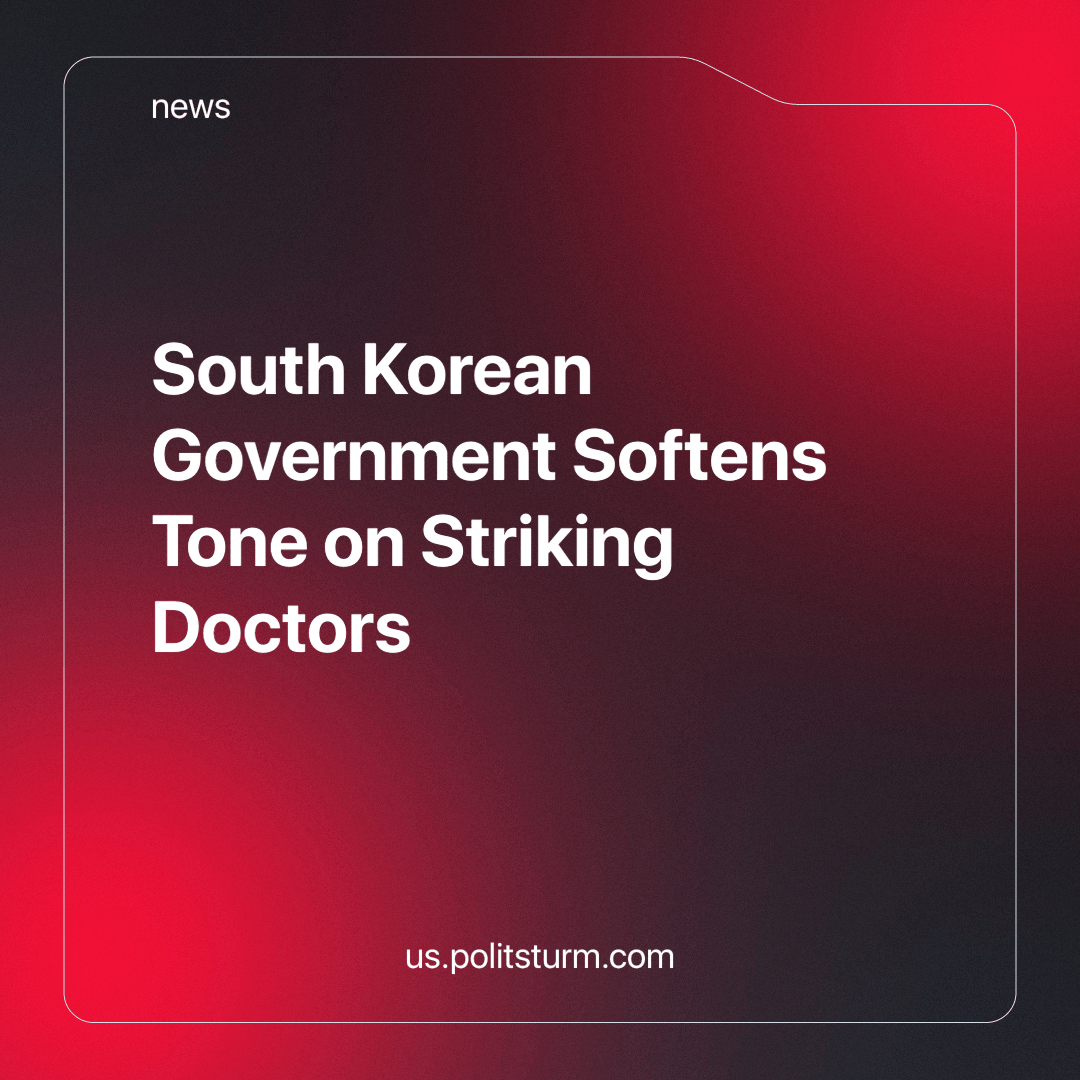 news
South Korean
Government Softens
Tone on Striking
Doctors
us.politsturm.com